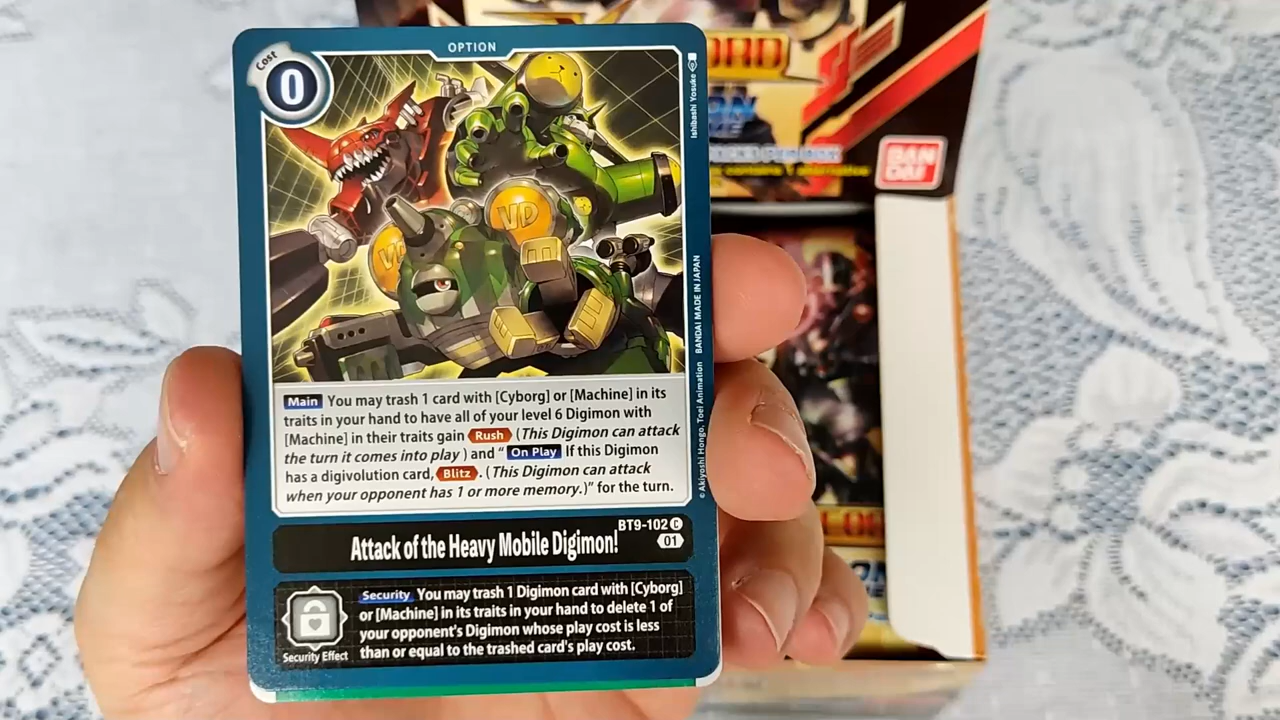 OPTION
Cost
0
Ishibashi Yosuke
VP
VP
© Akiyoshi Hongo, Toei Animation BANDAI MADE IN JAPAN
Main You may trash 1 card with [Cyborg] or [Machine] in its
traits in your hand to have all of your level 6 Digimon with
[Machine] in their traits gain Rush (This Digimon can attack
the turn it comes into play) and " On Play If this Digimon
has a digivolution card, Blitz. (This Digimon can attack
when your opponent has 1 or more memory.)" for the turn.
BT9-102 C
Attack of the Heavy Mobile Digimon!
01
Security You may trash 1 Digimon card with [Cyborg]
or [Machine] in its traits in your hand to delete 1 of
your opponent's Digimon whose play cost is less
than or equal to the trashed card's play cost.
Security Effect
BAN
DAI